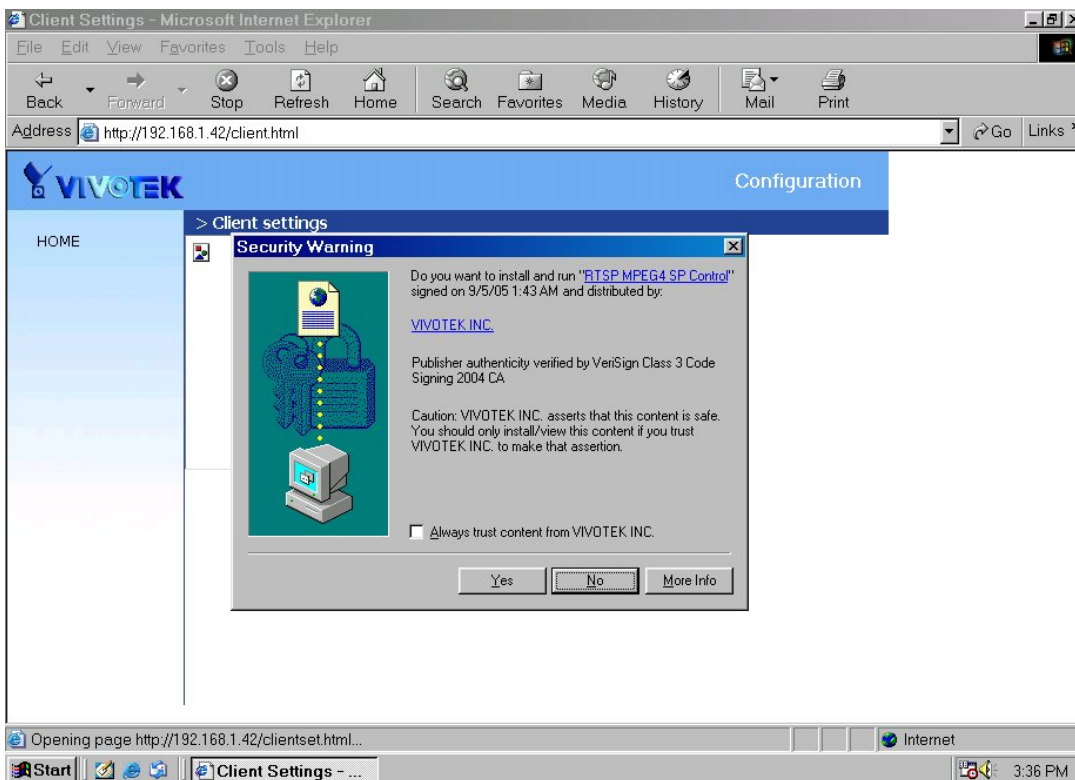 Client Settings - Microsoft Internet Explorer
File Edit View Favorites Tools Help
Back Forward Stop Refresh Home Search Favorites Media History Mail Print
Address http://192.168.1.42/client.html Go Links
VIVOTEK
Configuration
HOME
> Client settings
Security Warning
Do you want to install and run "RTSP MPEG4 SP Control"
signed on 9/5/05 1:43 AM and distributed by:
VIVOTEK INC.
Publisher authenticity verified by VeriSign Class 3 Code
Signing 2004 CA
Caution: VIVOTEK INC. asserts that this content is safe.
You should only install/view this content if you trust
VIVOTEK INC. to make that assertion.
Always trust content from VIVOTEK INC.
Yes No More Info
Opening page http://192.168.1.42/clientset.html... Internet
Start Client Settings - ... 3:36 PM